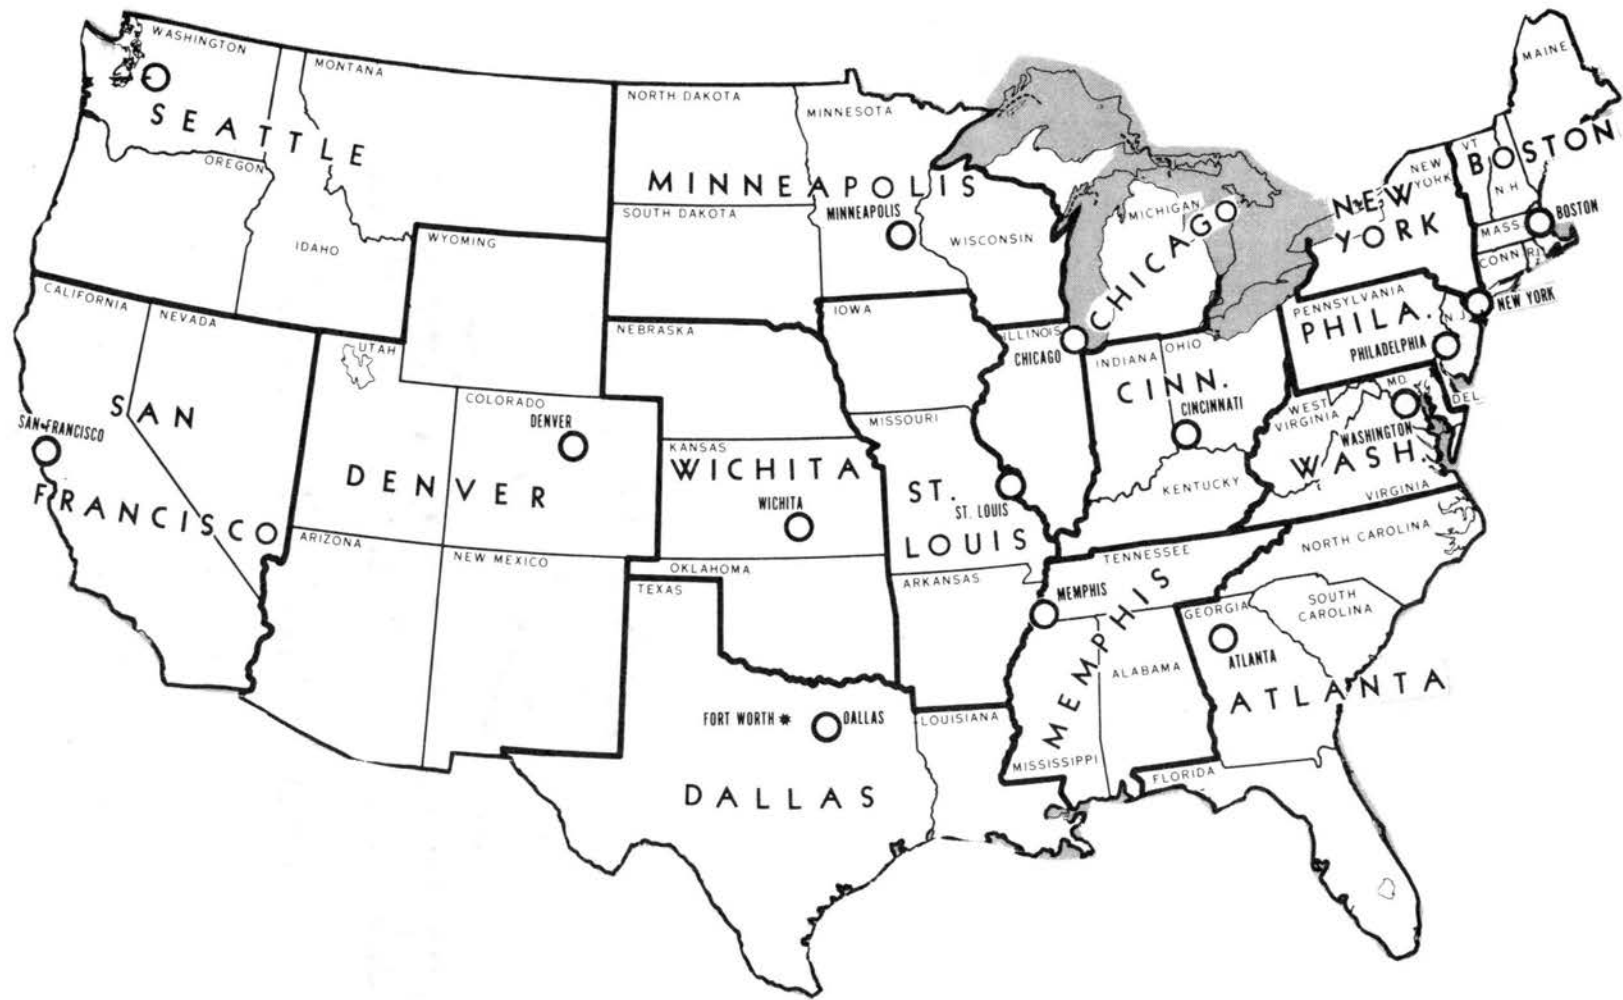 WASHINGTON
MONTANA
SEATTLE
OREGON
IDAHO
WYOMING
NORTH DAKOTA
MINNESOTA
MINNEAPOLIS
SOUTH DAKOTA
MINNEAPOLIS
WISCONSIN
MICHIGAN
CHICAGO
MAINE
VT
BOSTON
N.H.
NEW
YORK
NEW
YORK
MASS.
BOSTON
CONN
R.I.
CALIFORNIA
NEVADA
UTAH
SAN
FRANCISCO
SAN FRANCISCO
COLORADO
DENVER
DENVER
ARIZONA
NEW MEXICO
NEBRASKA
KANSAS
WICHITA
WICHITA
OKLAHOMA
IOWA
MISSOURI
ST.
LOUIS
ST. LOUIS
ARKANSAS
ILLINOIS
CHICAGO
INDIANA
OHIO
CINN.
CINCINNATI
KENTUCKY
PENNSYLVANIA
PHILA.
N.J.
NEW YORK
PHILADELPHIA
MD.
DEL.
WEST
VIRGINIA
WASHINGTON
WASH.
VIRGINIA
TENNESSEE
MEMPHIS
MEMPHIS
NORTH CAROLINA
SOUTH
CAROLINA
GEORGIA
ATLANTA
ATLANTA
ALABAMA
MISSISSIPPI
FLORIDA
TEXAS
FORT WORTH
DALLAS
DALLAS
LOUISIANA